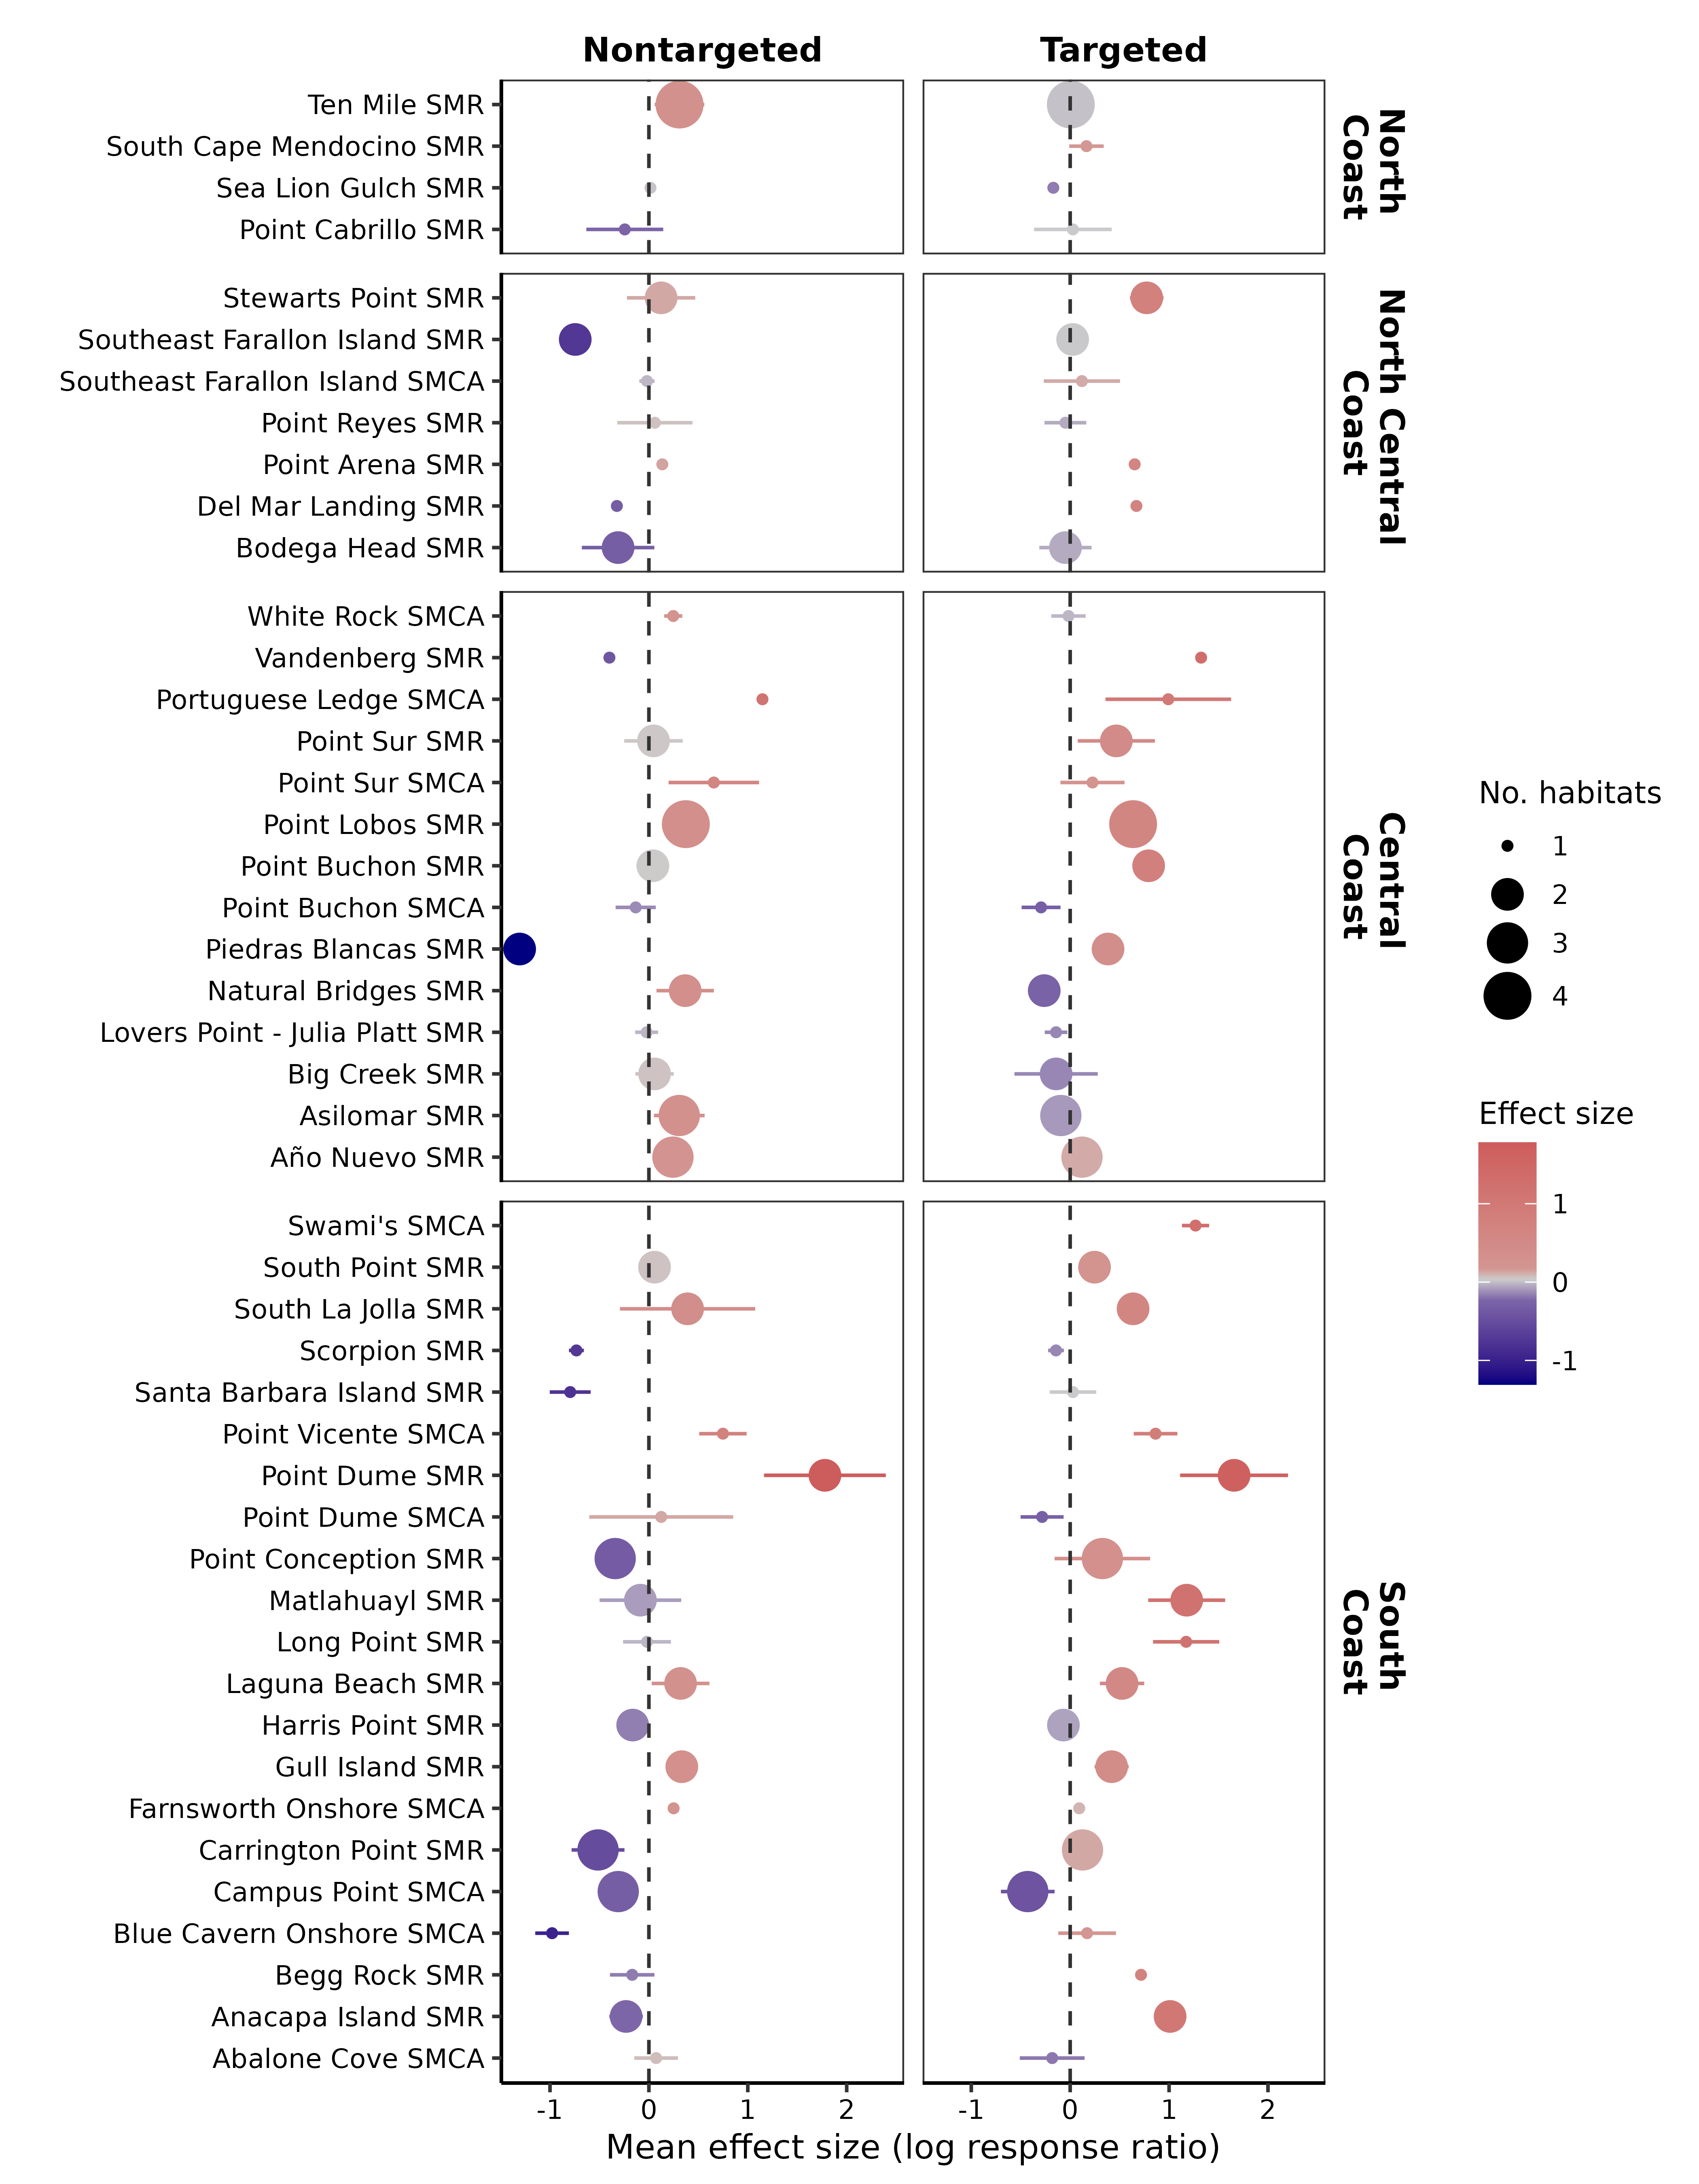 Nontargeted Targeted
Ten Mile SMR
South Cape Mendocino SMR
Sea Lion Gulch SMR
Point Cabrillo SMR
North
Coast
Stewarts Point SMR
Southeast Farallon Island SMR
Southeast Farallon Island SMCA
Point Reyes SMR
Point Arena SMR
Del Mar Landing SMR
Bodega Head SMR
North Central
Coast
White Rock SMCA
Vandenberg SMR
Portuguese Ledge SMCA
Point Sur SMR
Point Sur SMCA
Point Lobos SMR
Point Buchon SMR
Point Buchon SMCA
Piedras Blancas SMR
Natural Bridges SMR
Lovers Point - Julia Platt SMR
Big Creek SMR
Asilomar SMR
Año Nuevo SMR
Central
Coast
Swami's SMCA
South Point SMR
South La Jolla SMR
Scorpion SMR
Santa Barbara Island SMR
Point Vicente SMCA
Point Dume SMR
Point Dume SMCA
Point Conception SMR
Matlahuayl SMR
Long Point SMR
Laguna Beach SMR
Harris Point SMR
Gull Island SMR
Farnsworth Onshore SMCA
Carrington Point SMR
Campus Point SMCA
Blue Cavern Onshore SMCA
Begg Rock SMR
Anacapa Island SMR
Abalone Cove SMCA
South
Coast
-1 0 1 2 -1 0 1 2
Mean effect size (log response ratio)
No. habitats
1
2
3
4
Effect size
1
0
-1